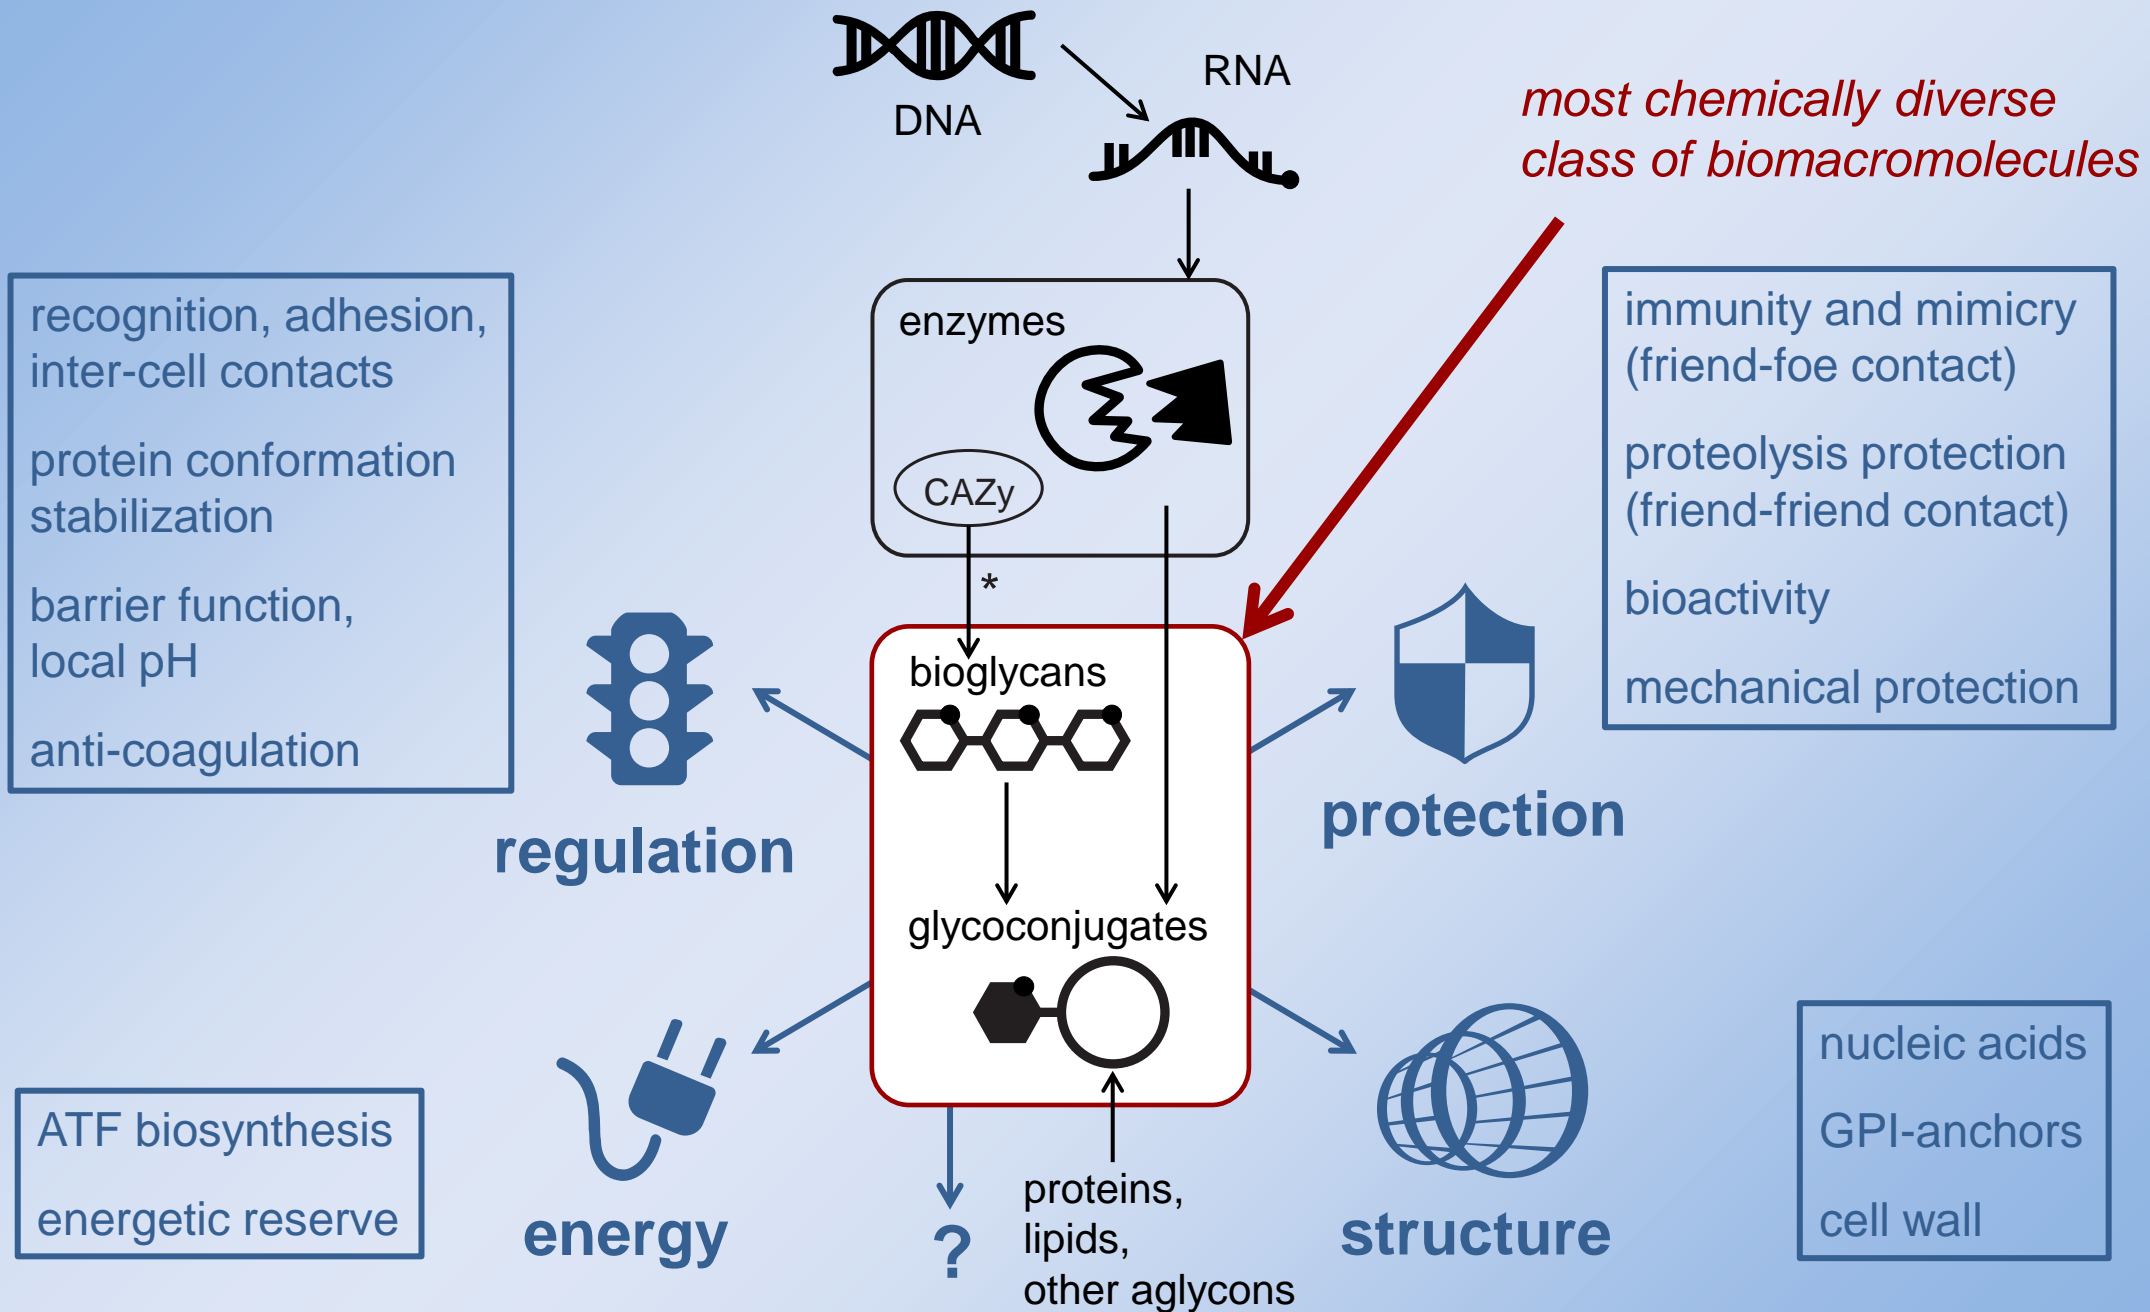 DNA
RNA
most chemically diverse
class of biomacromolecules
recognition, adhesion,
inter-cell contacts
protein conformation
stabilization
barrier function,
local pH
anti-coagulation
enzymes
CAZy
*
immunity and mimicry
(friend-foe contact)
proteolysis protection
(friend-friend contact)
bioactivity
mechanical protection
bioglycans
regulation
protection
glycoconjugates
ATF biosynthesis
energetic reserve
energy
?
proteins,
lipids,
other aglycons
structure
nucleic acids
GPI-anchors
cell wall